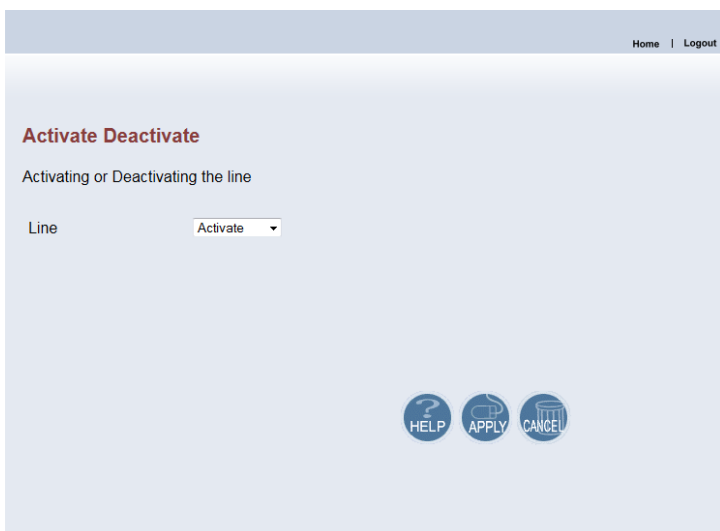 Home | Logout
Activate Deactivate
Activating or Deactivating the line
Line Activate
HELP APPLY CANCEL